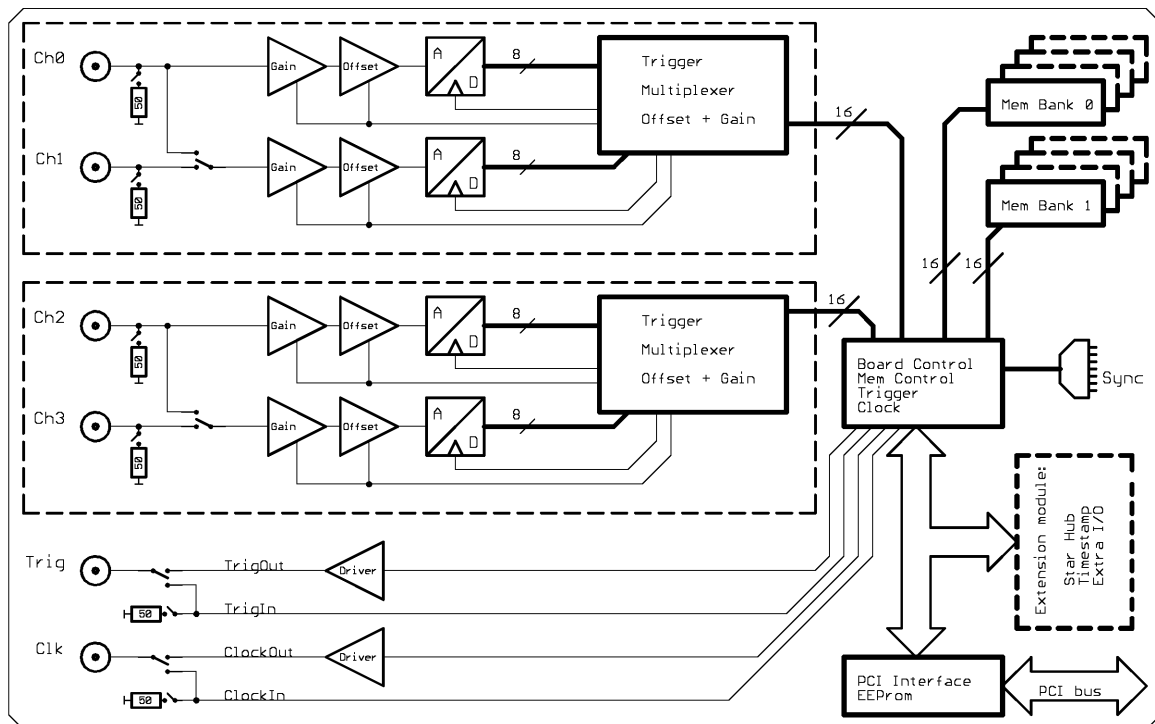 Ch0
Gain
Offset
A
D
8
Trigger
Multiplexer
Offset + Gain
50
Ch1
Gain
Offset
A
D
8
50
16
Mem Bank 0
Mem Bank 1
16
16
Ch2
Gain
Offset
A
D
8
Trigger
Multiplexer
Offset + Gain
50
Ch3
Gain
Offset
A
D
8
50
16
Board Control
Mem Control
Trigger
Clock
Sync
Extension module:
Star Hub
Timestamp
Extra I/O
Trig
TrigOut
Driver
50
TrigIn
Clk
ClockOut
Driver
50
ClockIn
PCI Interface
EEProm
PCI bus